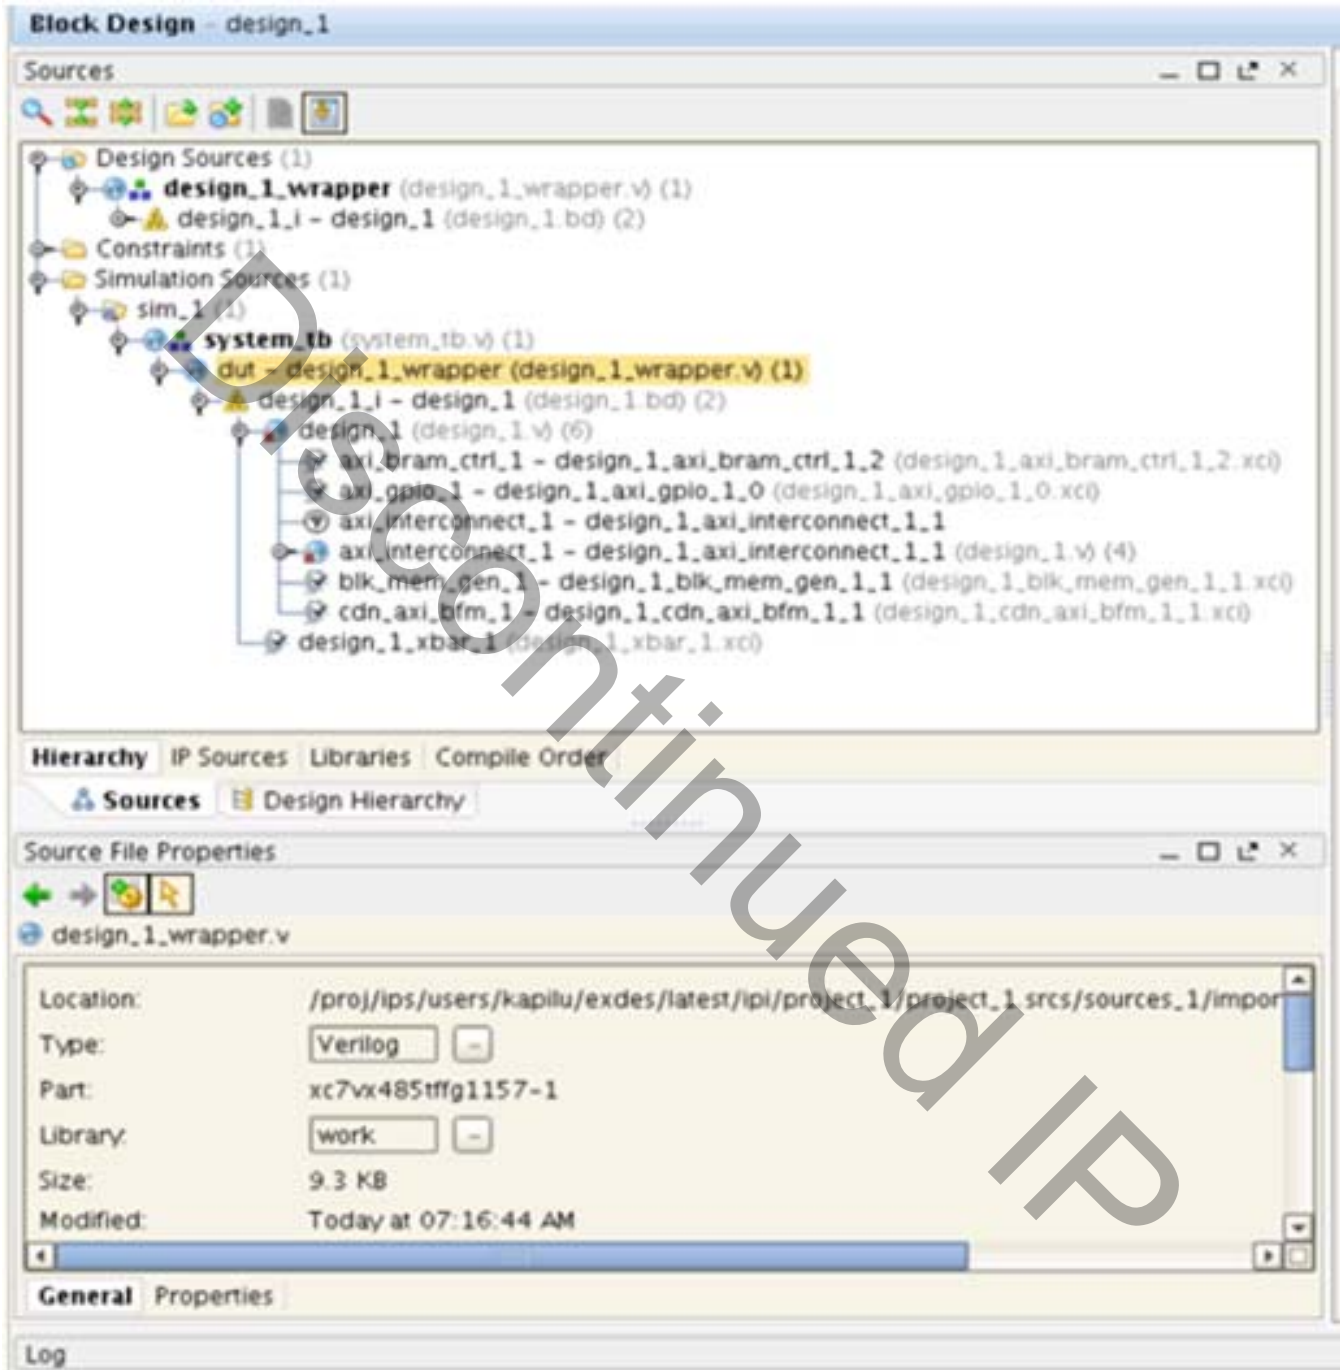 Block Design - design_1
Sources
Design Sources (1)
design_1_wrapper (design_1_wrapper.v) (1)
design_1_i - design_1 (design_1.bd) (2)
Constraints (1)
Simulation Sources (1)
sim_1 (1)
system_tb (system_tb.v) (1)
dut - design_1_wrapper (design_1_wrapper.v) (1)
design_1_i - design_1 (design_1.bd) (2)
design_1 (design_1.v) (6)
axi_bram_ctrl_1 - design_1_axi_bram_ctrl_1_2 (design_1_axi_bram_ctrl_1_2.xci)
axi_gpio_1 - design_1_axi_gpio_1_0 (design_1_axi_gpio_1_0.xci)
axi_interconnect_1 - design_1_axi_interconnect_1_1
axi_interconnect_1 - design_1_axi_interconnect_1_1 (design_1.v) (4)
blk_mem_gen_1 - design_1_blk_mem_gen_1_1 (design_1_blk_mem_gen_1_1.xci)
cdn_axi_bfm_1 - design_1_cdn_axi_bfm_1_1 (design_1_cdn_axi_bfm_1_1.xci)
design_1_xbar_1 (design_1_xbar_1.xci)
Hierarchy IP Sources Libraries Compile Order
Sources Design Hierarchy
Source File Properties
design_1_wrapper.v
Location: /proj/ips/users/kapilu/exdes/latest/ipi/project_1/project_1.srcs/sources_1/impor
Type: Verilog
Part: xc7vx485tffg1157-1
Library: work
Size: 9.3 KB
Modified: Today at 07:16:44 AM
General Properties
Log
Discontinued IP